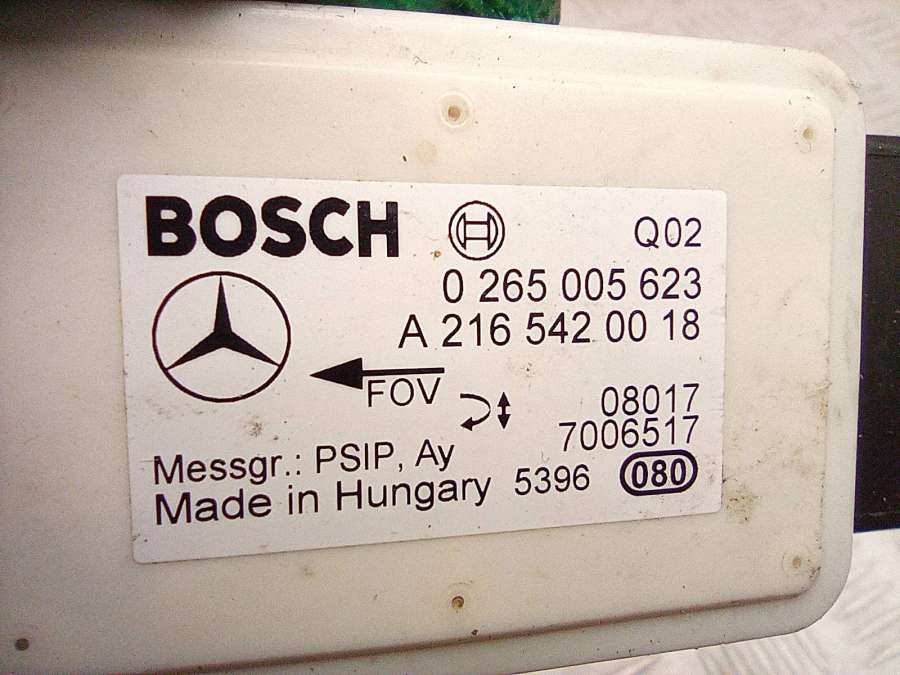 BOSCH
Q02
0 265 005 623
A 216 542 00 18
FOV
08017
7006517
Messgr.: PSIP, Ay
Made in Hungary 5396 080